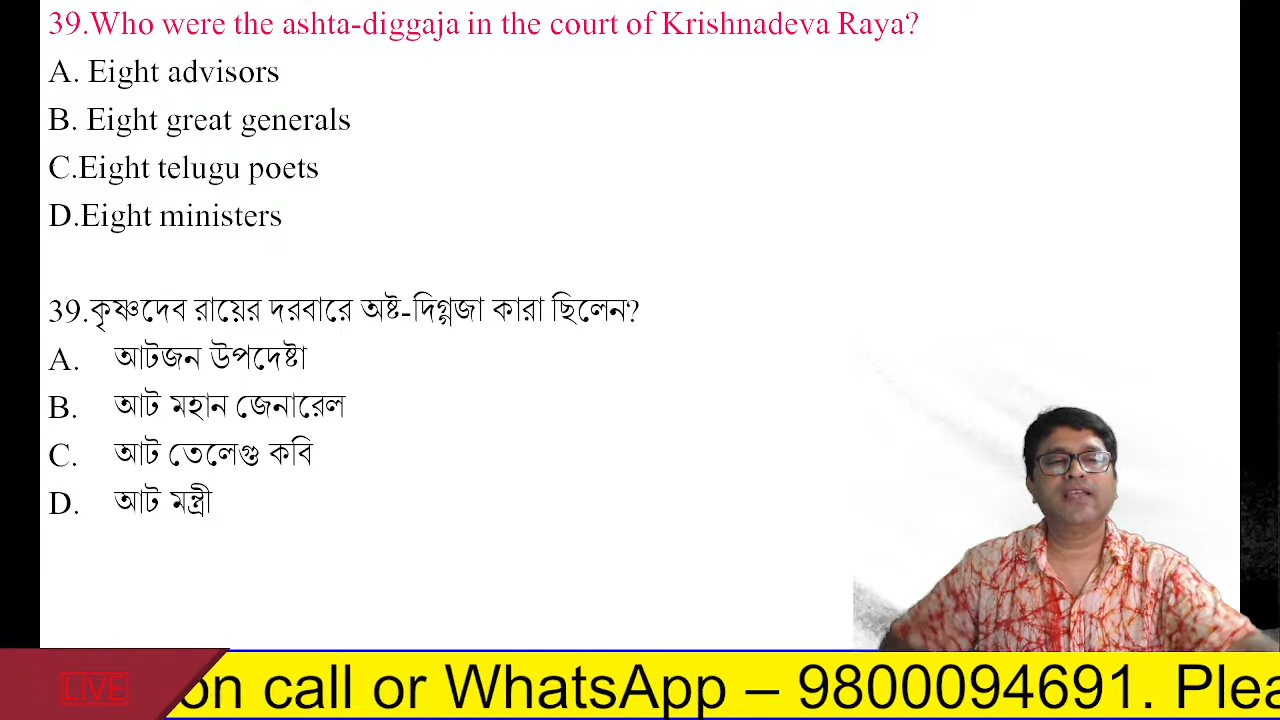 39.Who were the ashta-diggaja in the court of Krishnadeva Raya?
A. Eight advisors
B. Eight great generals
C.Eight telugu poets
D.Eight ministers
39.কৃষ্ণদেব রায়ের দরবারে অষ্ট-দিগ্গজা কারা ছিলেন?
A. আটজন উপদেষ্টা
B. আট মহান জেনারেল
C. আট তেলেগু কবি
D. আট মন্ত্রী
LIVE
on call or WhatsApp – 9800094691. Plea